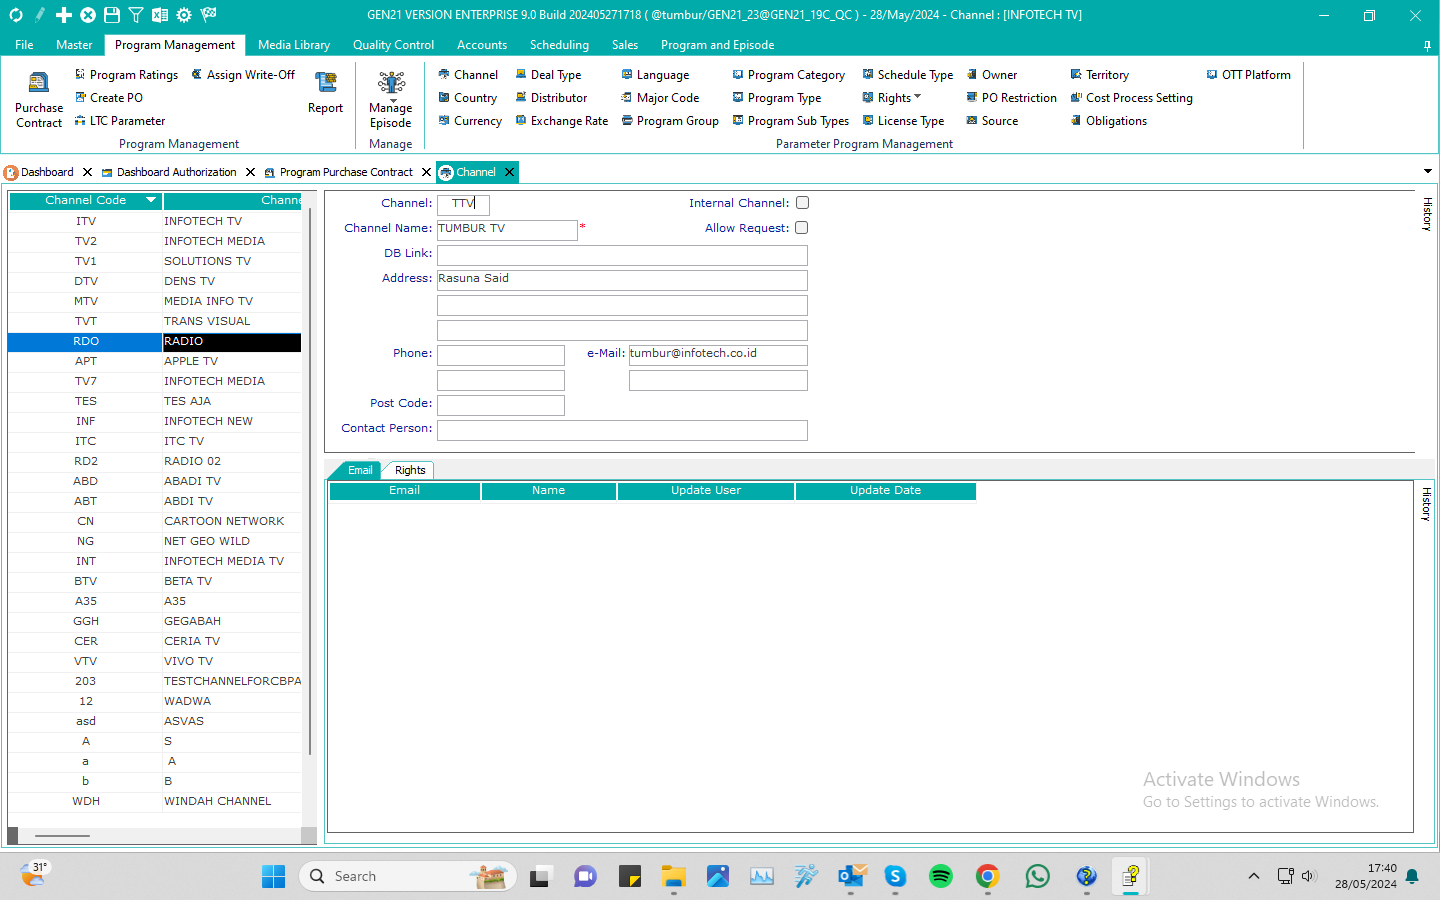 GEN21 VERSION ENTERPRISE 9.0 Build 202405271718 ( @tumbur/GEN21_23@GEN21_19C_QC ) - 28/May/2024 - Channel : [INFOTECH TV]
File Master Program Management Media Library Quality Control Accounts Scheduling Sales Program and Episode
Purchase Contract
Program Ratings Assign Write-Off
Create PO
LTC Parameter
Report
Program Management
Manage Episode
Manage
Channel Deal Type Language Program Category Schedule Type Owner Territory OTT Platform
Country Distributor Major Code Program Type Rights PO Restriction Cost Process Setting
Currency Exchange Rate Program Group Program Sub Types License Type Source Obligations
Parameter Program Management
Dashboard Dashboard Authorization Program Purchase Contract Channel
Channel Code Channe
ITV INFOTECH TV
TV2 INFOTECH MEDIA
TV1 SOLUTIONS TV
DTV DENS TV
MTV MEDIA INFO TV
TVT TRANS VISUAL
RDO RADIO
APT APPLE TV
TV7 INFOTECH MEDIA
TES TES AJA
INF INFOTECH NEW
ITC ITC TV
RD2 RADIO 02
ABD ABADI TV
ABT ABDI TV
CN CARTOON NETWORK
NG NET GEO WILD
INT INFOTECH MEDIA TV
BTV BETA TV
A35 A35
GGH GEGABAH
CER CERIA TV
VTV VIVO TV
203 TESTCHANNELFORCBPA
12 WADWA
asd ASVAS
A S
a A
b B
WDH WINDAH CHANNEL
Channel: TTV Internal Channel:
Channel Name: TUMBUR TV * Allow Request:
DB Link:
Address: Rasuna Said
Phone: e-Mail: tumbur@infotech.co.id
Post Code:
Contact Person:
History
Email Rights
Email Name Update User Update Date
History
Activate Windows
Go to Settings to activate Windows.
31°
Search
17:40
28/05/2024